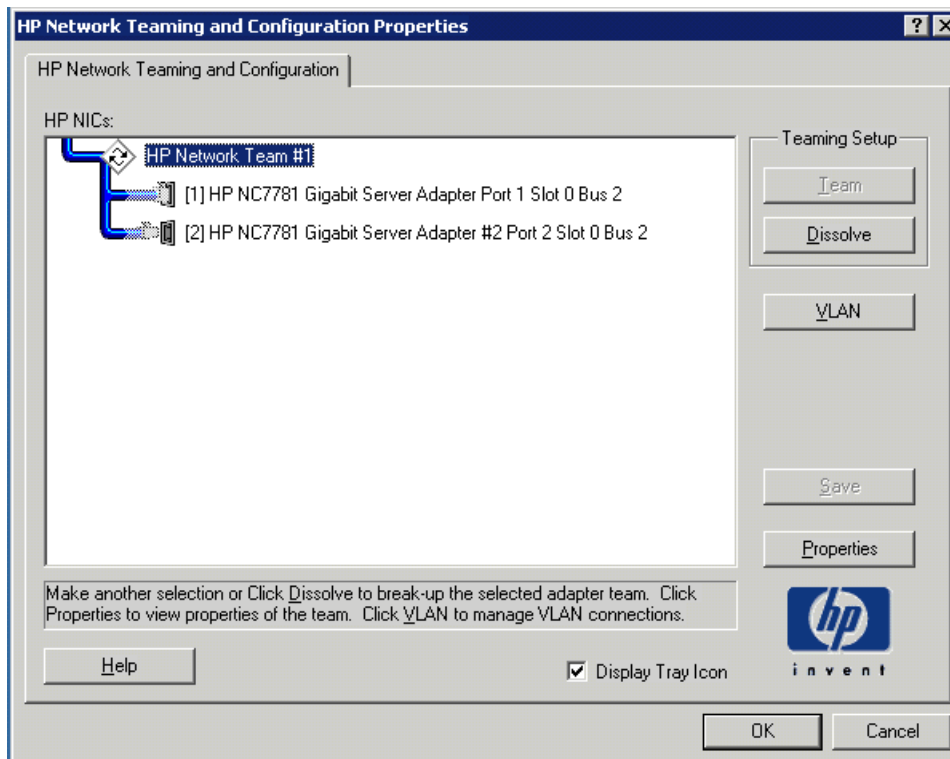 HP Network Teaming and Configuration Properties
HP Network Teaming and Configuration
HP NICs:
HP Network Team #1
[1] HP NC7781 Gigabit Server Adapter Port 1 Slot 0 Bus 2
[2] HP NC7781 Gigabit Server Adapter #2 Port 2 Slot 0 Bus 2
Teaming Setup
Team
Dissolve
VLAN
Save
Properties
Make another selection or Click Dissolve to break-up the selected adapter team. Click
Properties to view properties of the team. Click VLAN to manage VLAN connections.
hp
invent
Help
Display Tray Icon
OK
Cancel